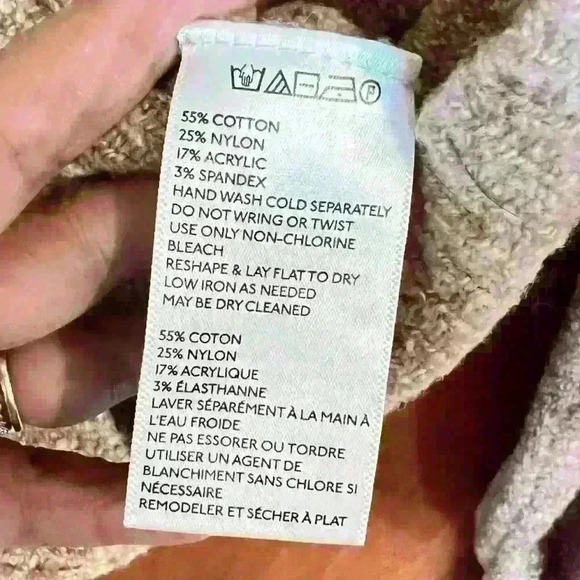 P
55% COTTON
25% NYLON
17% ACRYLIC
3% SPANDEX
HAND WASH COLD SEPARATELY
DO NOT WRING OR TWIST
USE ONLY NON-CHLORINE
BLEACH
RESHAPE & LAY FLAT TO DRY
LOW IRON AS NEEDED
MAY BE DRY CLEANED
55% COTON
25% NYLON
17% ACRYLIQUE
3% ÉLASTHANNE
LAVER SÉPARÉMENT À LA MAIN À
L'EAU FROIDE
NE PAS ESSORER OU TORDRE
UTILISER UN AGENT DE
BLANCHIMENT SANS CHLORE SI
NÉCESSAIRE
REMODELER ET SÉCHER À PLAT